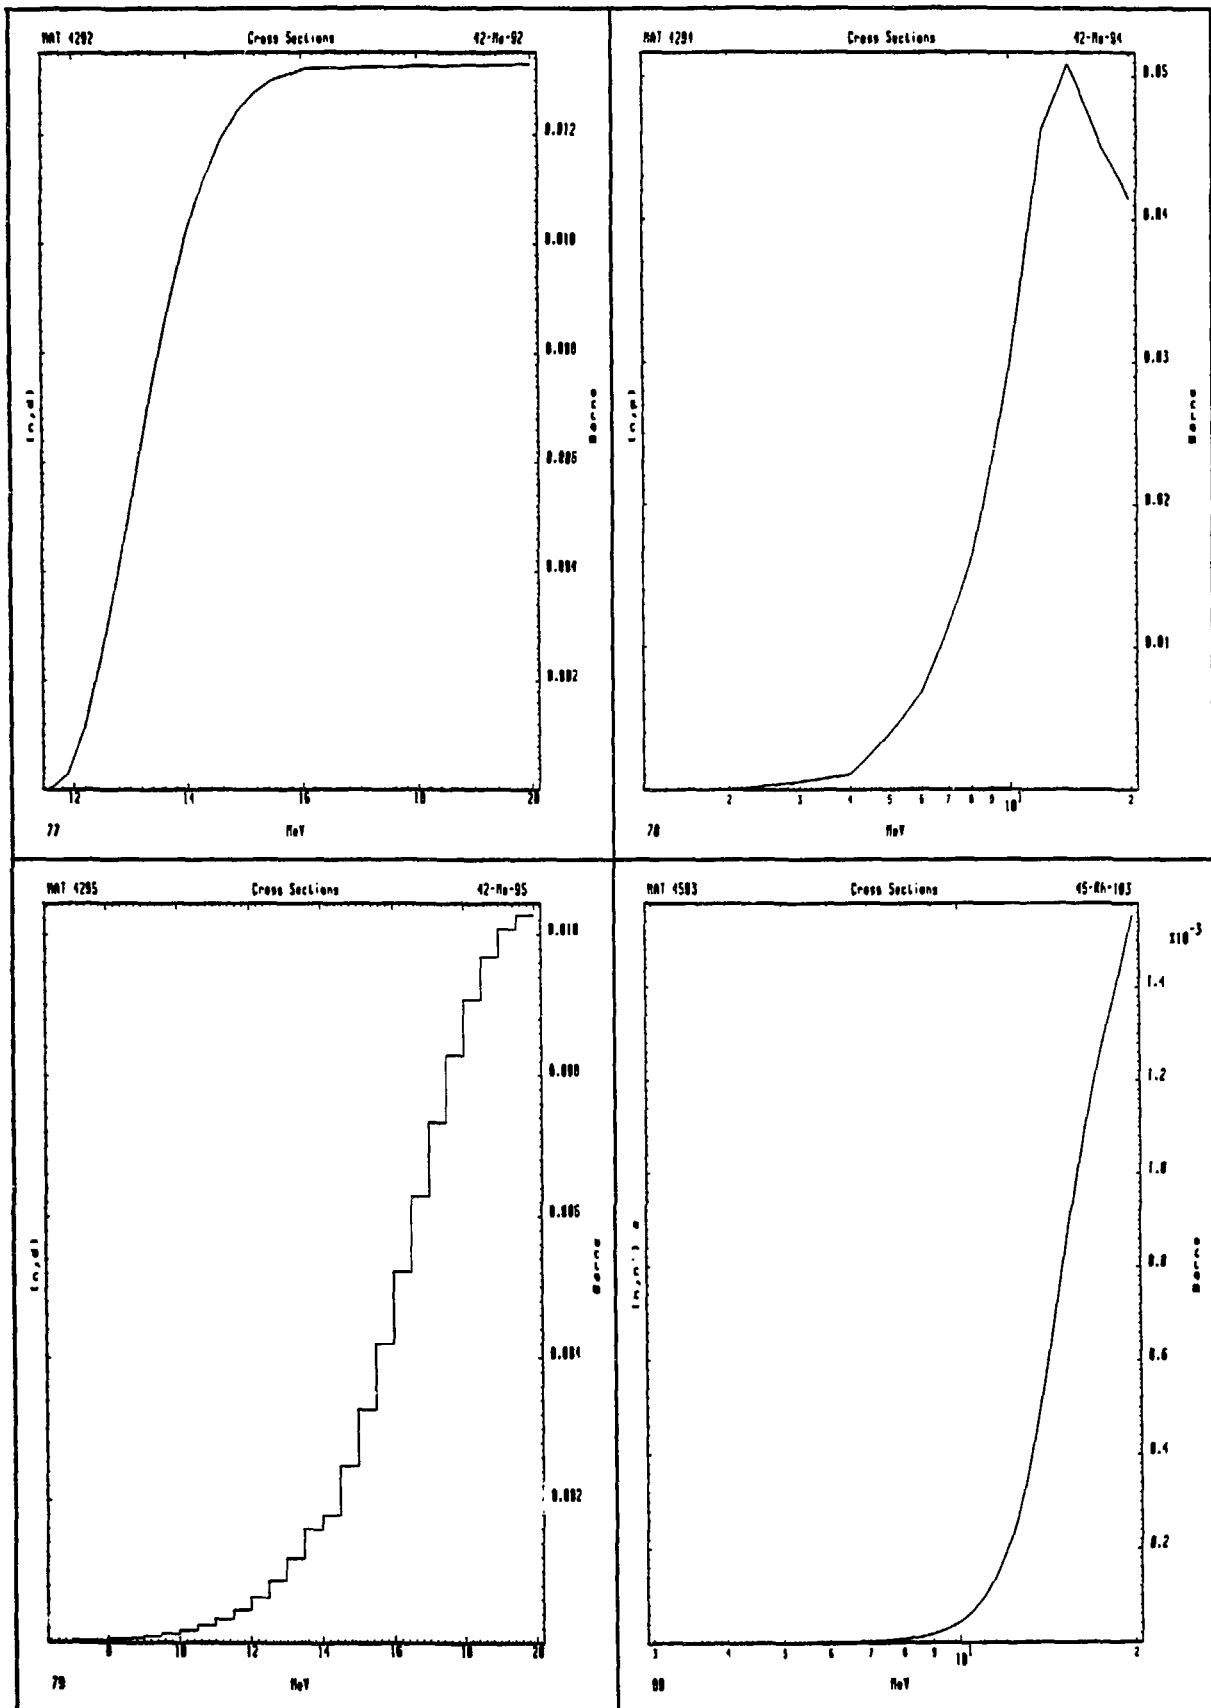 MAT 4292 Cross Sections 42-Mo-92
0.012
0.010
0.008
0.006
0.004
0.002
(n,d)
Barns
12 14 16 18 20
77 MeV
MAT 4294 Cross Sections 42-Mo-94
0.05
0.04
0.03
0.02
0.01
(n,p)
Barns
2 3 4 5 6 7 8 9 10¹ 2
78 MeV
MAT 4295 Cross Sections 42-Mo-95
0.010
0.008
0.006
0.004
0.002
(n,d)
Barns
8 10 12 14 16 18 20
79 MeV
MAT 4503 Cross Sections 45-Rh-103
X10⁻³
1.4
1.2
1.0
0.8
0.6
0.4
0.2
(n,n')
Barns
3 4 5 6 7 8 9 10¹ 2
80 MeV